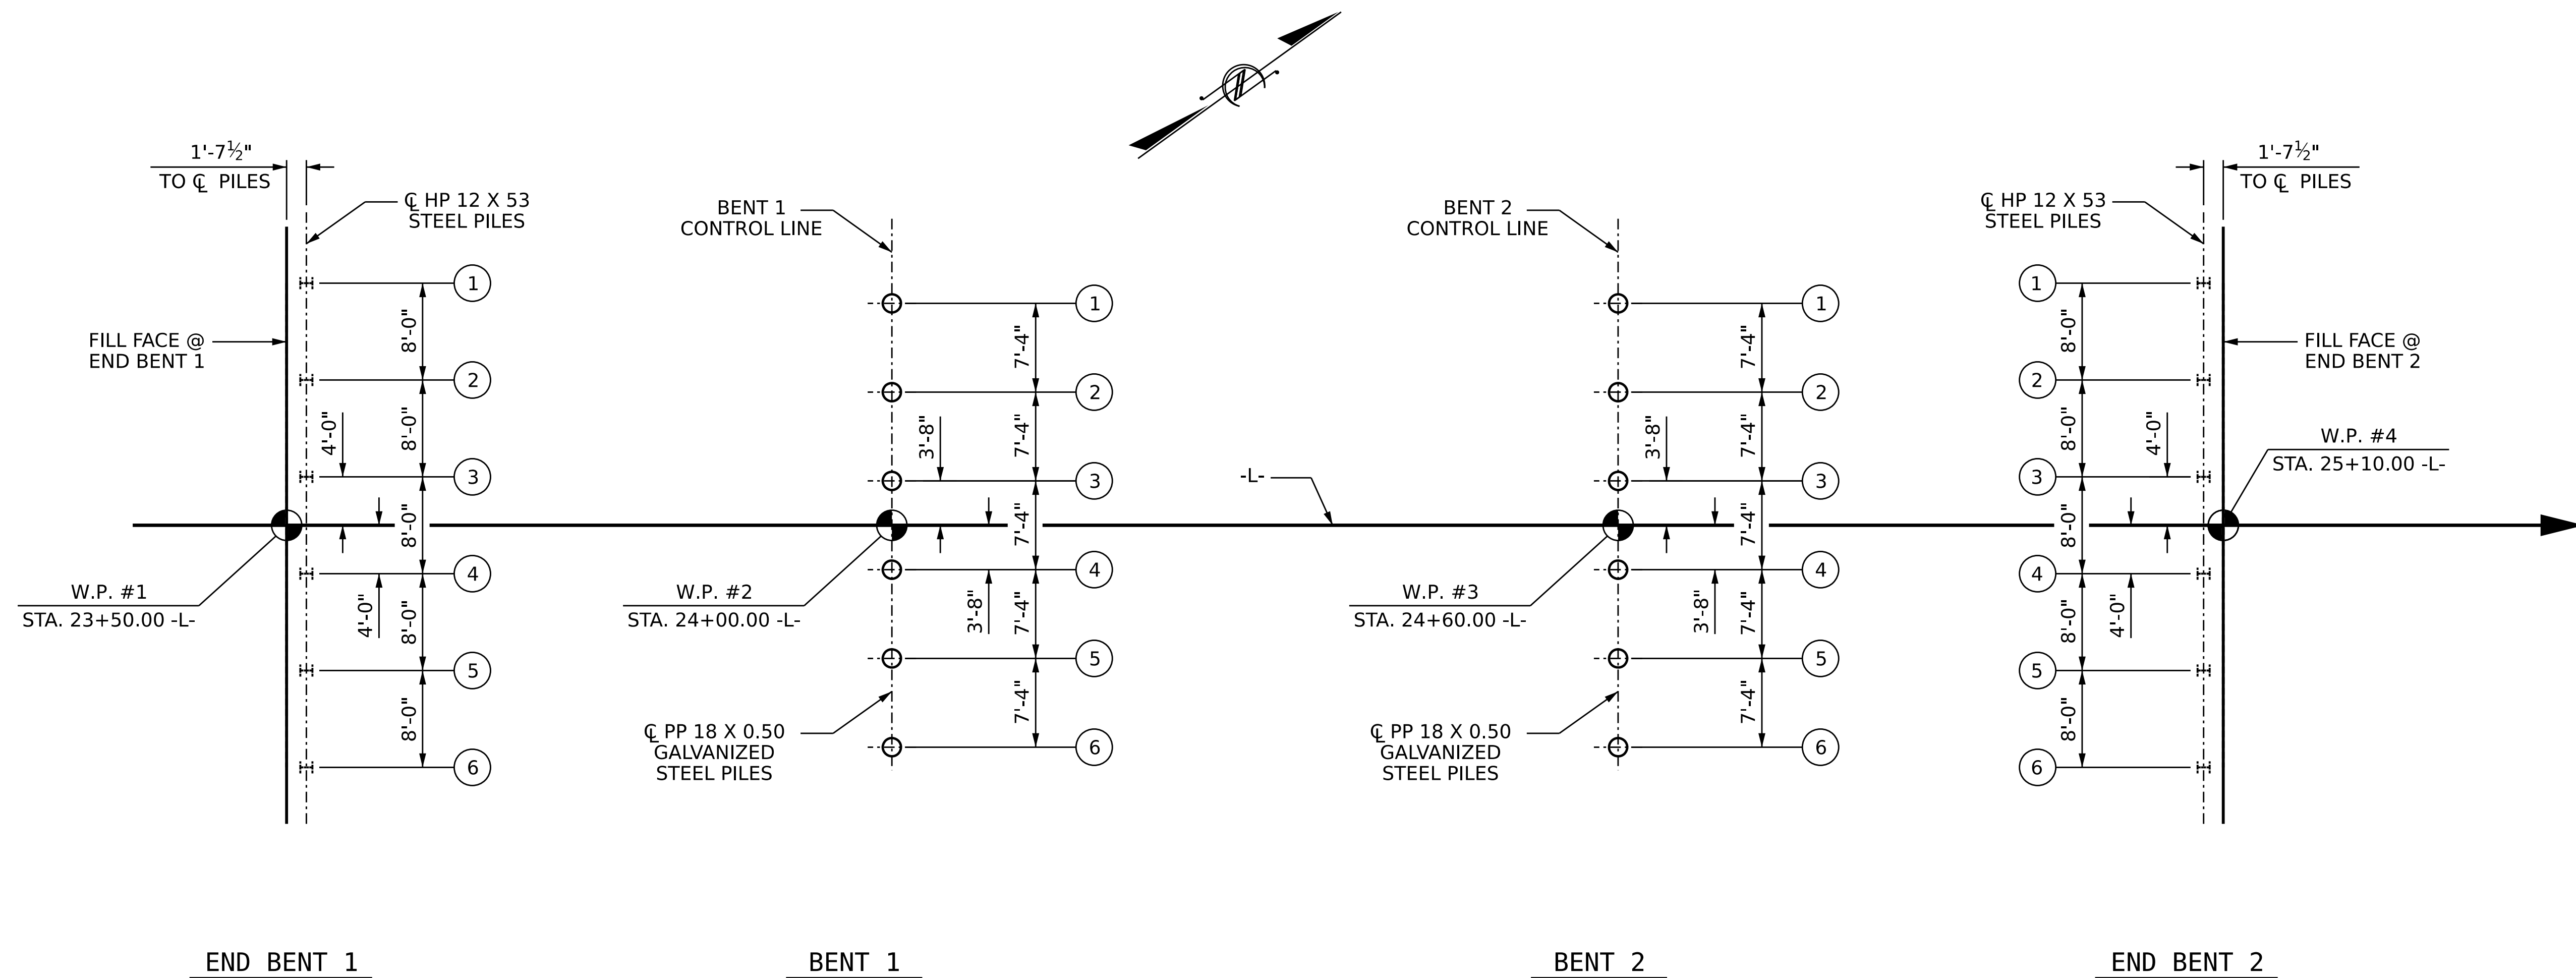 1'-7½"
TO ℄ PILES
℄ HP 12 X 53
STEEL PILES
FILL FACE @
END BENT 1
1
2
3
4
5
6
8'-0"
8'-0"
8'-0"
8'-0"
8'-0"
4'-0"
4'-0"
W.P. #1
STA. 23+50.00 -L-
END BENT 1
BENT 1
CONTROL LINE
1
2
3
4
5
6
7'-4"
7'-4"
7'-4"
7'-4"
7'-4"
3'-8"
3'-8"
W.P. #2
STA. 24+00.00 -L-
℄ PP 18 X 0.50
GALVANIZED
STEEL PILES
BENT 1
-L-
BENT 2
CONTROL LINE
1
2
3
4
5
6
7'-4"
7'-4"
7'-4"
7'-4"
7'-4"
3'-8"
3'-8"
W.P. #3
STA. 24+60.00 -L-
℄ PP 18 X 0.50
GALVANIZED
STEEL PILES
BENT 2
1'-7½"
TO ℄ PILES
℄ HP 12 X 53
STEEL PILES
FILL FACE @
END BENT 2
1
2
3
4
5
6
8'-0"
8'-0"
8'-0"
8'-0"
8'-0"
4'-0"
4'-0"
W.P. #4
STA. 25+10.00 -L-
END BENT 2